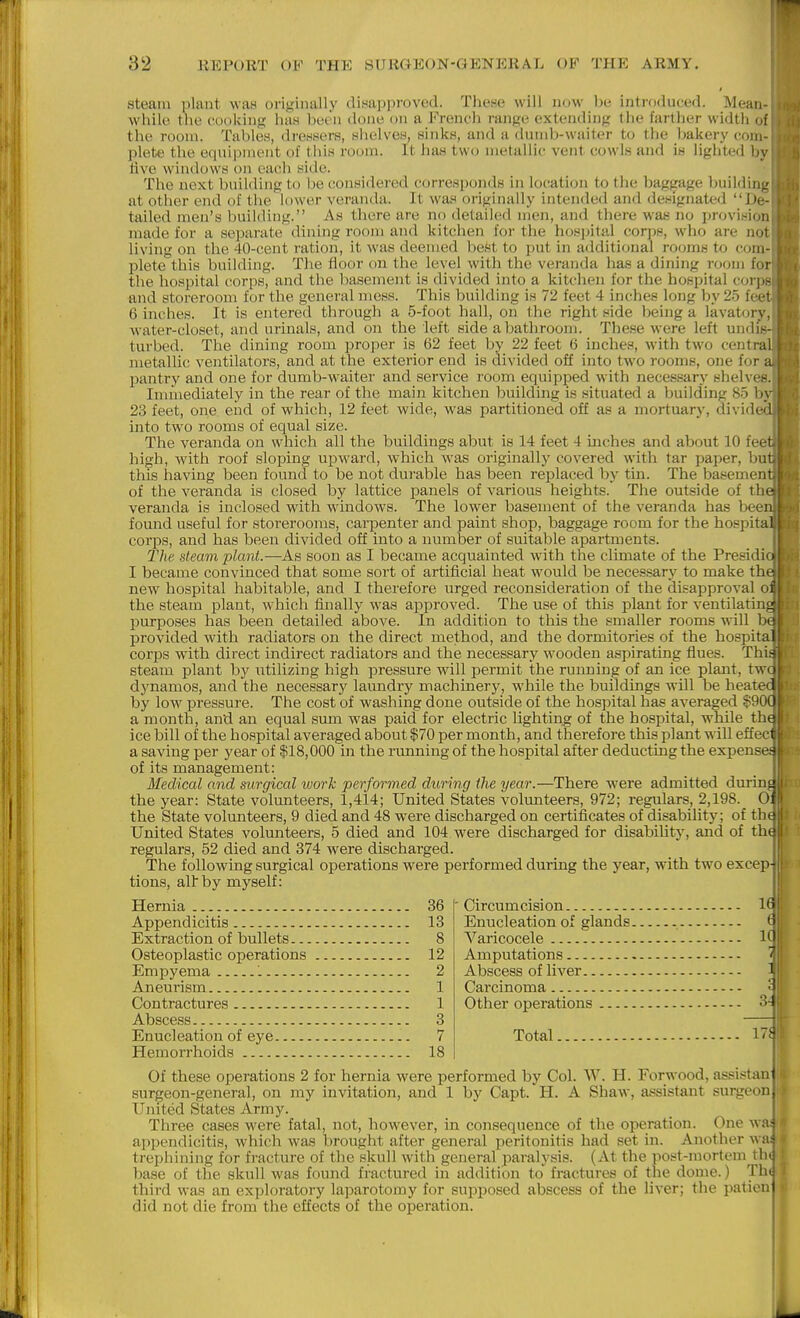 32 REPORT OF THE SURGEON-GENERAL OF THE ARMY.
steam plant was originally disapproved. These will now be introduced. Mean-
while the cooking has been done on a French range extending the farther width of
the room. Tables, dressers, shelves, sinks, and a dumb-waiter to the bakery com-
plete the equipment of this room. It has two metallic vent cowls and is lighted by
five windows on each side.
The next building to be considered corresponds in location to the baggage building
at other end of the lower veranda. It was originally intended and designated "De-
tailed men's building." As there are no detailed men, and there was no provision
made for a separate dining room and kitchen for the hospital corps, who are not
living on the 40-cent ration, it was deemed best to put in additional rooms to com-
plete this building. The floor on the level with the veranda has a dining room for
the hospital corps, and the basement is divided into a kitchen for the hospital corps
and storeroom for the general mess. This building is 72 feet 4 inches long by 25 feet
6 inches. It is entered through a 5-foot hall, on the right side being a lavatory,
water-closet, and urinals, and on the left side a bathroom. These were left undis-
turbed. The dining room proper is 62 feet by 22 feet 6 inches, with two central
metallic ventilators, and at the exterior end is divided off into two rooms, one for a
pantry and one for dumb-waiter and service room equipped with necessary shelves.
Immediately in the rear of the main kitchen building is situated a building 85 by
23 feet, one end of which, 12 feet wide, was partitioned off as a mortuary, divided
into two rooms of equal size.
The veranda on which all the buildings abut is 14 feet 4 inches and about 10 feet
high, with roof sloping upward, which was originally covered with tar paper, but
this having been found to be not durable has been replaced by tin. The basement
of the veranda is closed by lattice panels of various heights. The outside of the
veranda is inclosed with windows. The lower basement of the veranda has been
found useful for storerooms, carpenter and paint shop, baggage room for the hospital
corps, and has been divided off into a number of suitable apartments.
The steam plant.—As soon as I became acquainted with the climate of the Presidio
I became convinced that some sort of artificial heat would be necessary to make the
new hospital habitable, and I therefore urged reconsideration of the disapproval of
the steam plant, which finally was approved. The use of this plant for ventilating
purposes has been detailed above. In addition to this the smaller rooms will be
provided with radiators on the direct method, and the dormitories of the hospital
corps with direct indirect radiators and the necessary wooden aspirating flues. This
steam plant by utilizing high pressure will permit the running of an ice plant, two
dynamos, and the necessary laundry machinery, while the buildings will be heated
by low pressure. The cost of washing done outside of the hospital has averaged $900
a month, and an equal sum was paid for electric lighting of the hospital, while the
ice bill of the hospital averaged about $70 per month, and therefore this plant will effect
a saving per year of $18,000 in the running of the hospital after deducting the expenses
of its management:
Medical and surgical work performed during the year.—There were admitted during
the year: State volunteers, 1,414; United States volunteers, 972; regulars, 2,198. Of
the State volunteers, 9 died and 48 were discharged on certificates of disability; of the
United States volunteers, 5 died and 104 were discharged for disability, and of the
regulars, 52 died and 374 were discharged.
The following surgical operations were performed during the year, with two excep-
tions, all by myself:
Hernia 36
Appendicitis 13
Extraction of bullets 8
Osteoplastic operations 12
Empyema 2
Aneurism 1
Contractures 1
Abscess 3
Enucleation of eye 7
Hemorrhoids 18
Circumcision 16
Enucleation of glands 6
Varicocele 10
Amputations 7
Abscess of liver 1
Carcinoma 3
Other operations 34
Total 178
Of these operations 2 for hernia were performed by Col. W. H. Forwood, assistant
surgeon-general, on my invitation, and 1 by Capt. H. A Shaw, assistant surgeon,
United States Army.
Three cases were fatal, not, however, in consequence of the operation. One was
appendicitis, which was brought after general peritonitis had set in. Another was
trephining for fracture of the skull with general paralysis. (At the post-mortem the
base of the skull was found fractured in addition to fractures of the dome.) The
third was an exploratory laparotomy for supposed abscess of the liver; the patient
did not die from the effects of the operation.